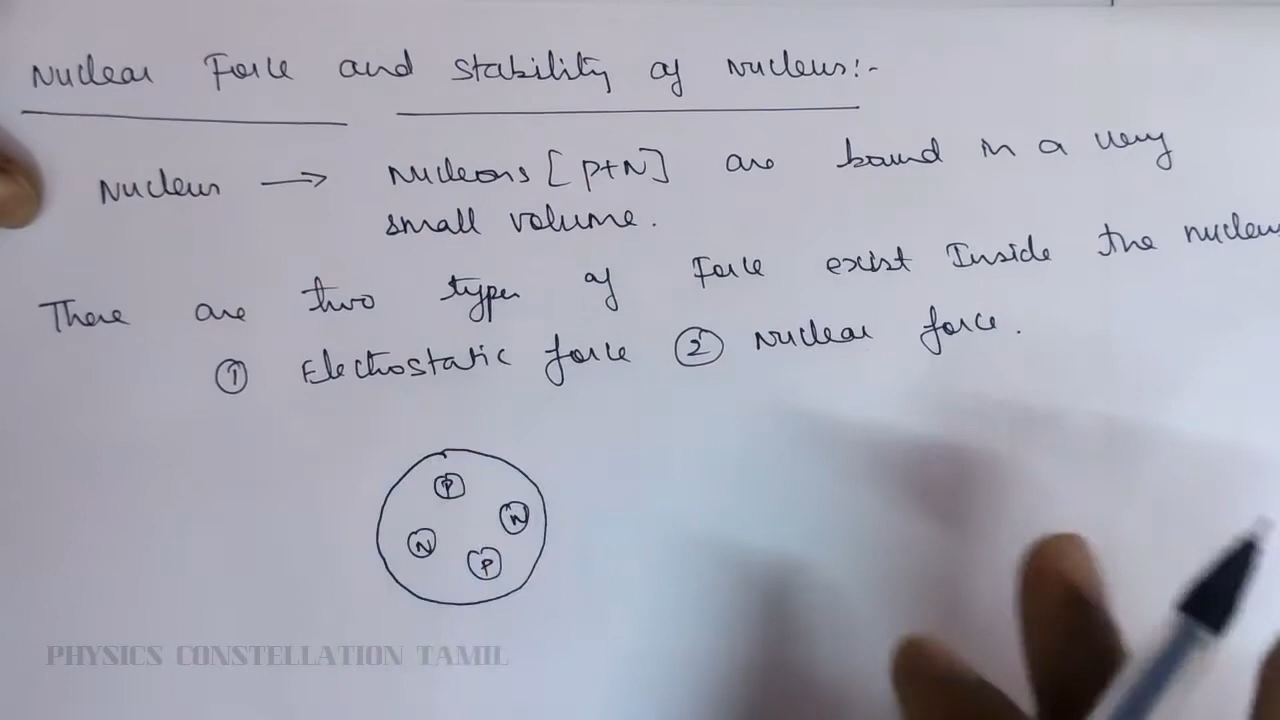 Nuclear Force and stability of Nucleus:-
Nucleus → Nucleons [P+N] are bound in a very
small volume.
There are two types of Force exist Inside the nucleus
① Electrostatic force ② Nuclear force.
P
N
N
P
PHYSICS CONSTELLATION TAMIL